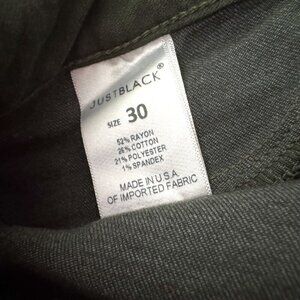 JUSTBLACK®
SIZE 30
52% RAYON
26% COTTON
21% POLYESTER
1% SPANDEX
MADE IN U.S.A.
OF IMPORTED FABRIC